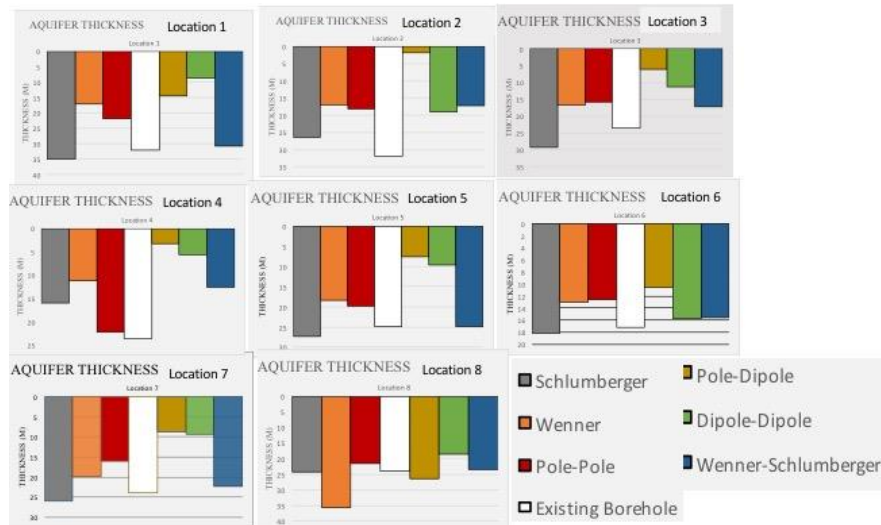 AQUIFER THICKNESS Location 1
Location 1
THICKNESS (M)
0
5
10
15
20
25
30
35
40
AQUIFER THICKNESS Location 2
Location 2
THICKNESS (M)
0
5
10
15
20
25
30
35
AQUIFER THICKNESS Location 3
Location 3
THICKNESS (M)
0
5
10
15
20
25
30
35
AQUIFER THICKNESS Location 4
Location 4
THICKNESS (M)
0
5
10
15
20
25
AQUIFER THICKNESS Location 5
Location 5
THICKNESS (M)
0
5
10
15
20
25
30
AQUIFER THICKNESS Location 6
Location 6
THICKNESS (M)
0
2
4
6
8
10
12
14
16
18
20
AQUIFER THICKNESS Location 7
Location 7
THICKNESS (M)
0
5
10
15
20
25
30
AQUIFER THICKNESS Location 8
Location 8
THICKNESS (M)
0
5
10
15
20
25
30
35
40
Schlumberger
Wenner
Pole-Pole
Existing Borehole
Pole-Dipole
Dipole-Dipole
Wenner-Schlumberger